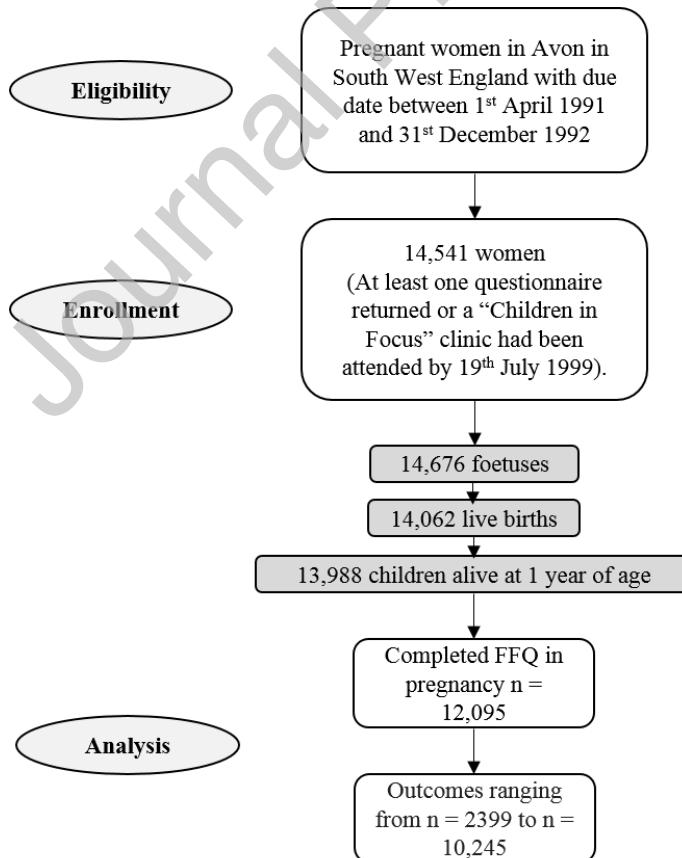 Pregnant women in Avon in
South West England with due
date between 1st April 1991
and 31st December 1992
Eligibility
14,541 women
(At least one questionnaire
returned or a “Children in
Focus” clinic had been
attended by 19th July 1999).
Enrollment
14,676 foetuses
14,062 live births
13,988 children alive at 1 year of age
Completed FFQ in
pregnancy n =
12,095
Analysis
Outcomes ranging
from n = 2399 to n =
10,245
Journal P